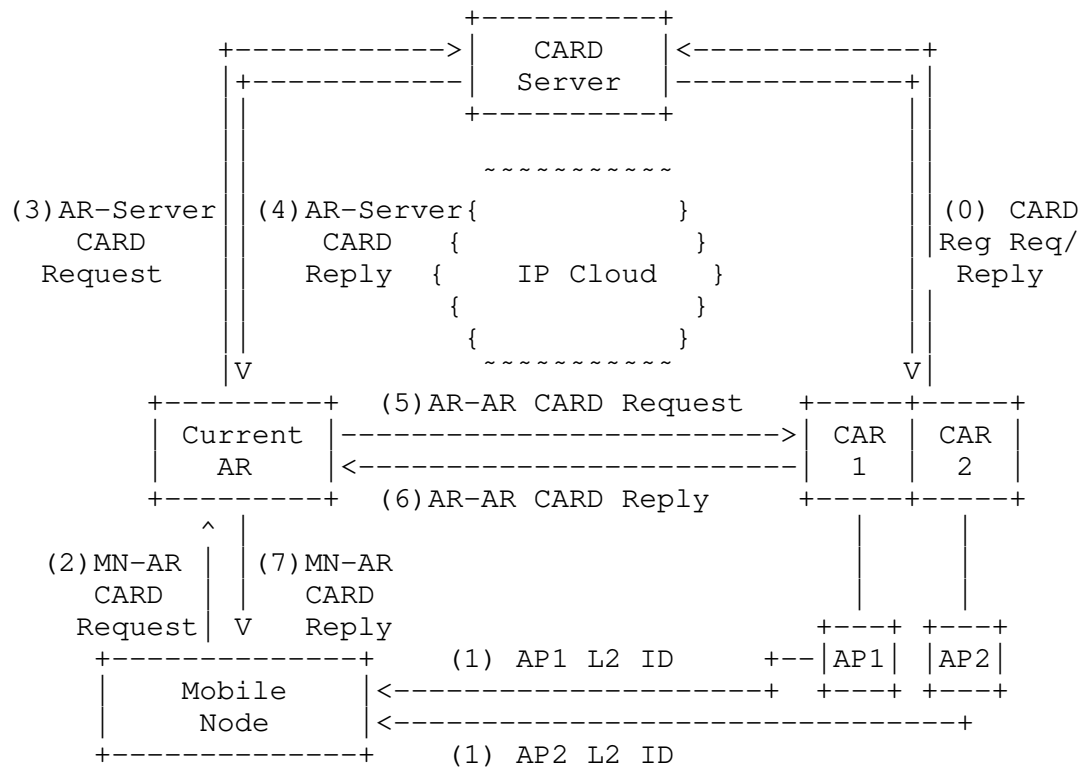 CARD
Server
(3)AR-Server (4)AR-Server (0) CARD
CARD CARD Reg Req/
Request Reply IP Cloud Reply
(5)AR-AR CARD Request
Current CAR CAR
AR 1 2
(6)AR-AR CARD Reply
(2)MN-AR (7)MN-AR
CARD CARD
Request Reply
(1) AP1 L2 ID AP1 AP2
Mobile
Node
(1) AP2 L2 ID